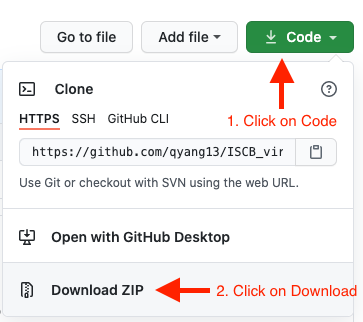 Go to file Add file Code
Clone
1. Click on Code
HTTPS SSH GitHub CLI
https://github.com/qyang13/ISCB_vir
Use Git or checkout with SVN using the web URL.
Open with GitHub Desktop
Download ZIP 2. Click on Download